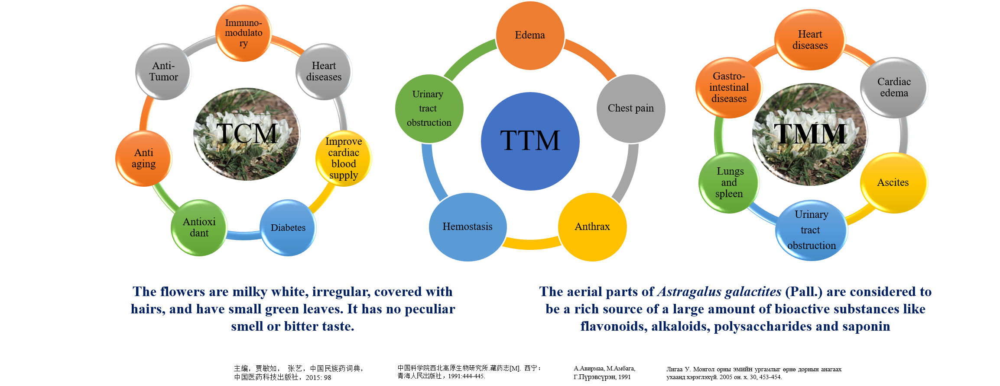 Immuno-
modulato
ry
Heart
diseases
Improve
cardiac
blood
supply
Diabetes
Antioxi
dant
Anti
aging
Anti-
Tumor
TCM
Edema
Chest pain
Anthrax
Hemostasis
Urinary
tract
obstruction
TTM
Heart
diseases
Cardiac
edema
Ascites
Urinary
tract
obstruction
Lungs
and
spleen
Gastro-
intestinal
diseases
TMM
The flowers are milky white, irregular, covered with
hairs, and have small green leaves. It has no peculiar
smell or bitter taste.
The aerial parts of Astragalus galactites (Pall.) are considered to
be a rich source of a large amount of bioactive substances like
flavonoids, alkaloids, polysaccharides and saponin
主编，贾敏如， 张艺，中国民族药词典，
中国医药科技出版社，2015: 98
中国科学院西北高原生物研究所.藏药志[M]. 西宁：
青海人民出版社，1991:444-445.
А.Авирмаа, М.Амбага,
Г.Пүрэвсүрэн, 1991
Лигаа У. Монгол орны эмийн ургамлыг өрнө дорнын анагаах
ухаанд хэрэглэхүй. 2005 он. х. 30, 453-454.